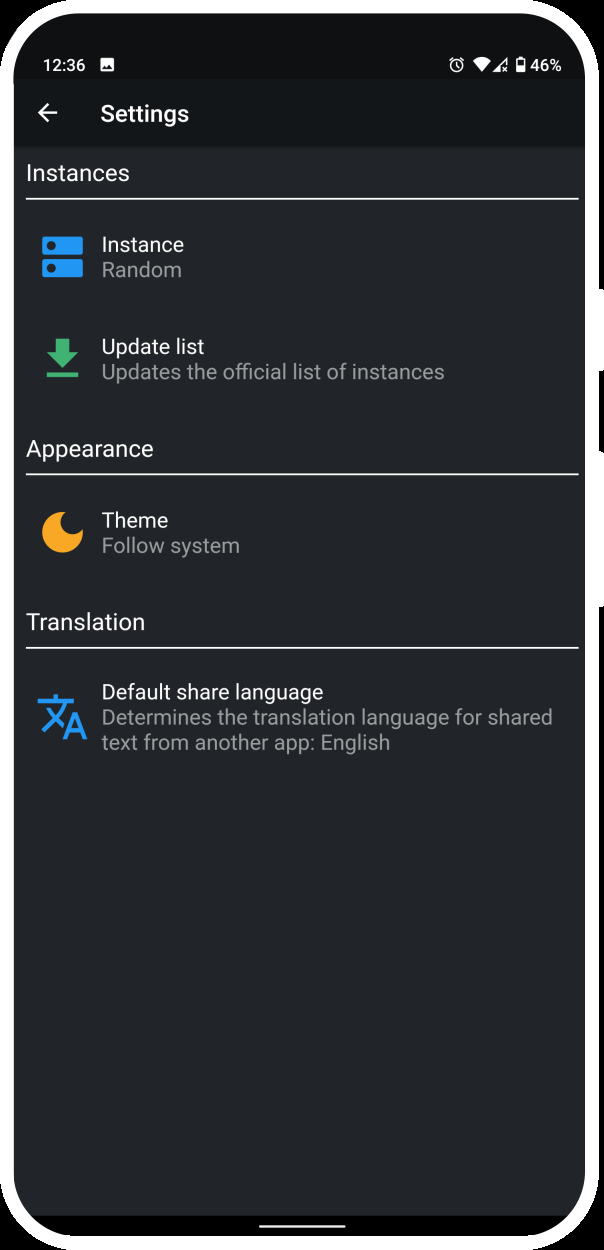 12:36
46%
Settings
Instances
Instance
Random
Update list
Updates the official list of instances
Appearance
Theme
Follow system
Translation
Default share language
Determines the translation language for shared
text from another app: English